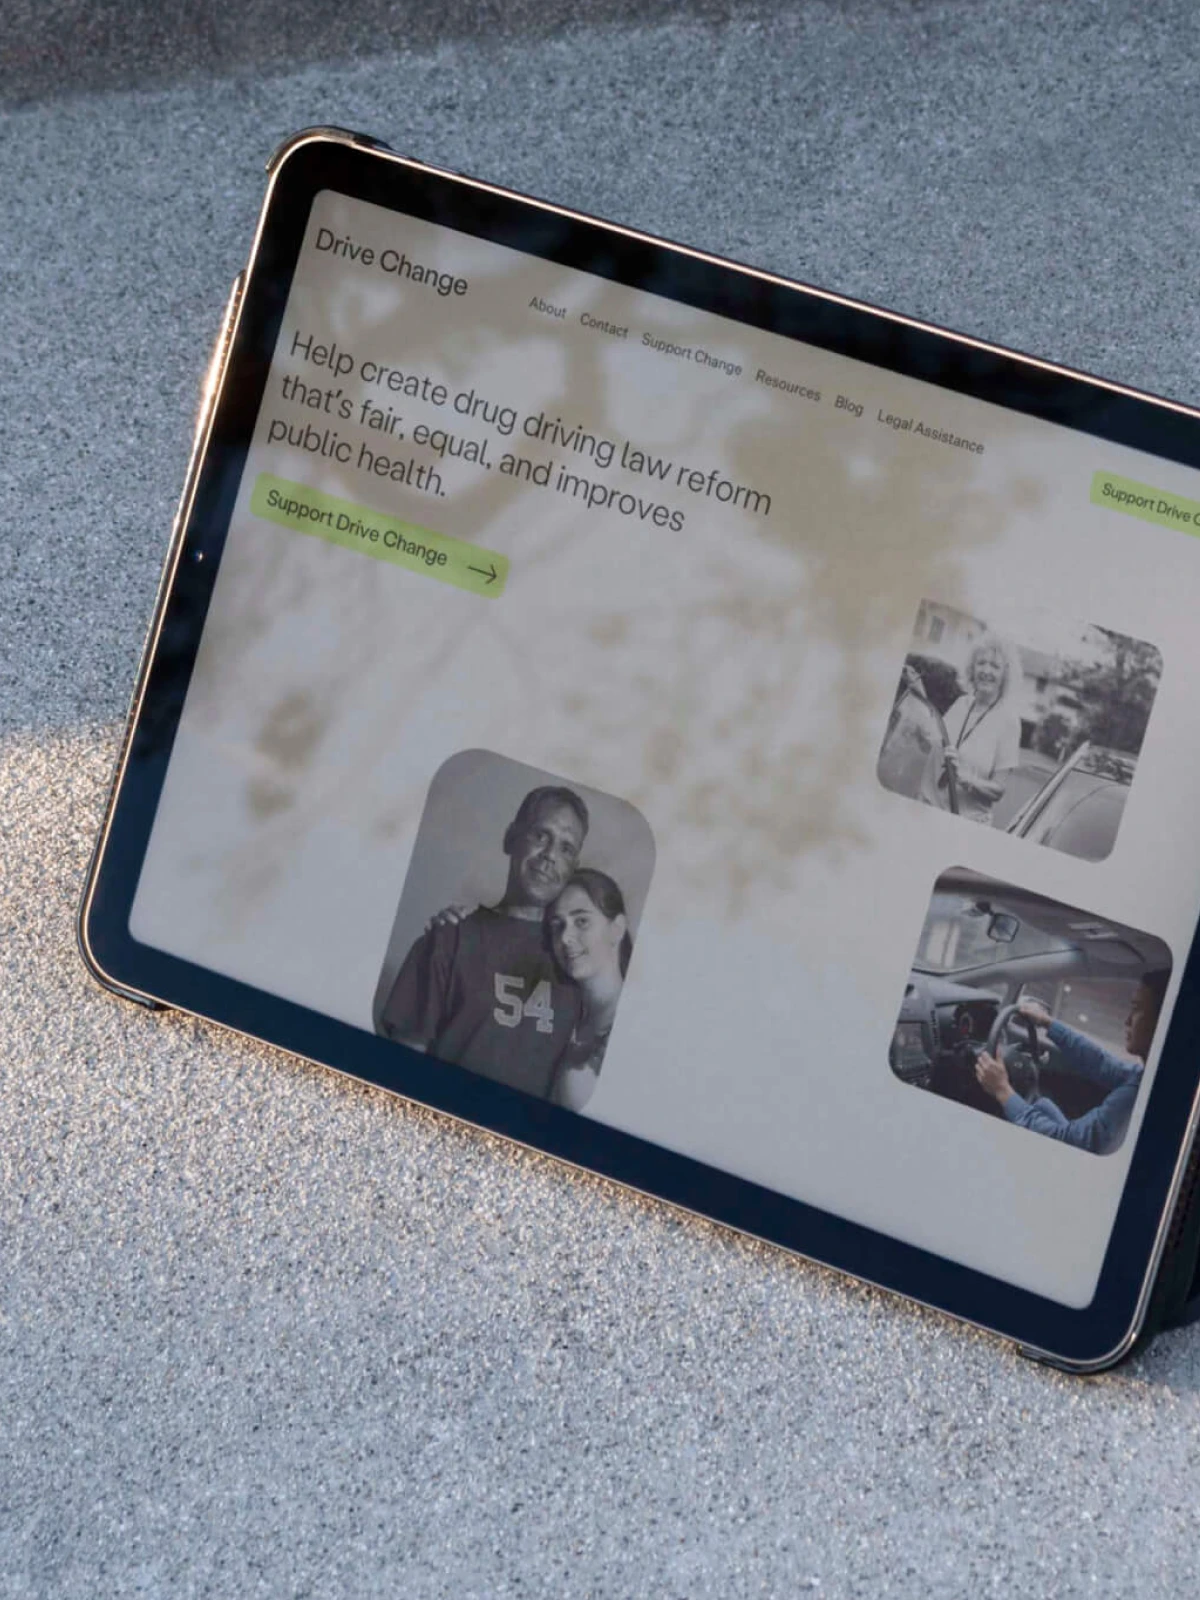 Drive Change
About Contact Support Change Resources Blog Legal Assistance
Support Drive
Help create drug driving law reform
that's fair, equal, and improves
public health.
Support Drive Change →
54